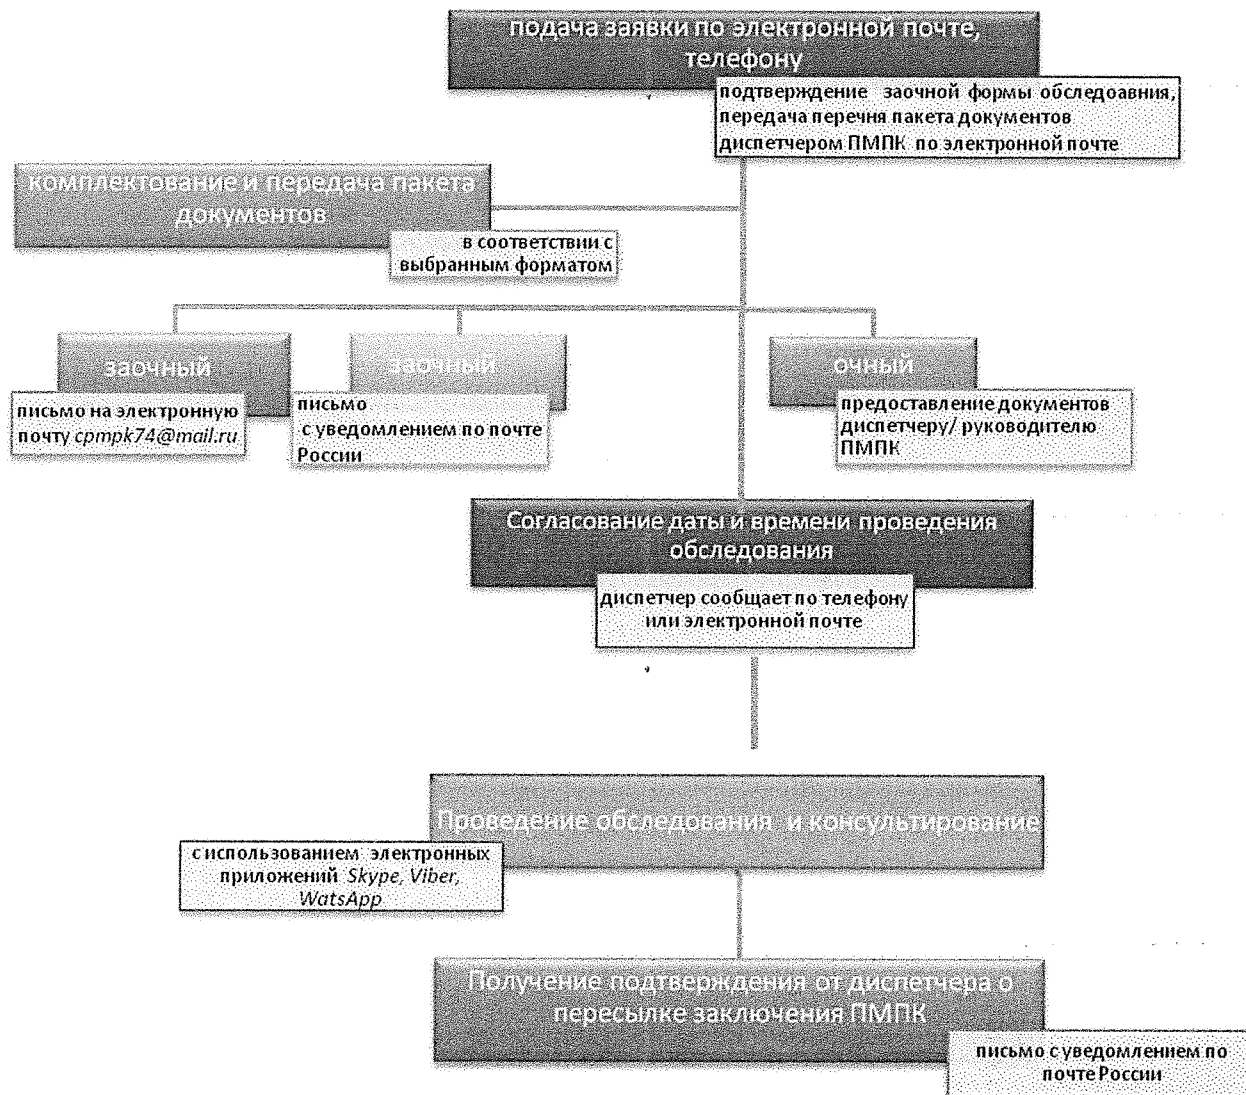 подача заявки по электронной почте,
телефону
подтверждение заочной формы обследоавния,
передача перечня пакета документов
диспетчером ПМПК по электронной почте
комплектование и передача пакета
документов
в соответствии с
выбранным форматом
заочный
письмо на электронную
почту cpmpk74@mail.ru
заочный
письмо
с уведомлением по почте
России
очный
предоставление документов
диспетчеру/ руководителю
ПМПК
Согласование даты и времени проведения
обследования
диспетчер сообщает по телефону
или электронной почте
Проведение обследования и консультирование
с использованием электронных
приложений Skype, Viber,
WatsApp
Получение подтверждения от диспетчера о
пересылке заключения ПМПК
письмо с уведомлением по
почте России